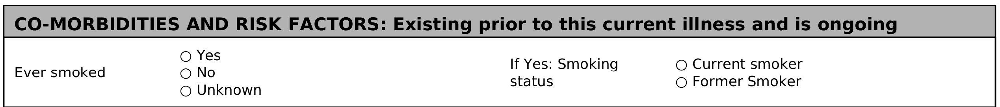 CO-MORBIDITIES AND RISK FACTORS: Existing prior to this current illness and is ongoing
Ever smoked
○ Yes
○ No
○ Unknown
If Yes: Smoking
status
○ Current smoker
○ Former Smoker